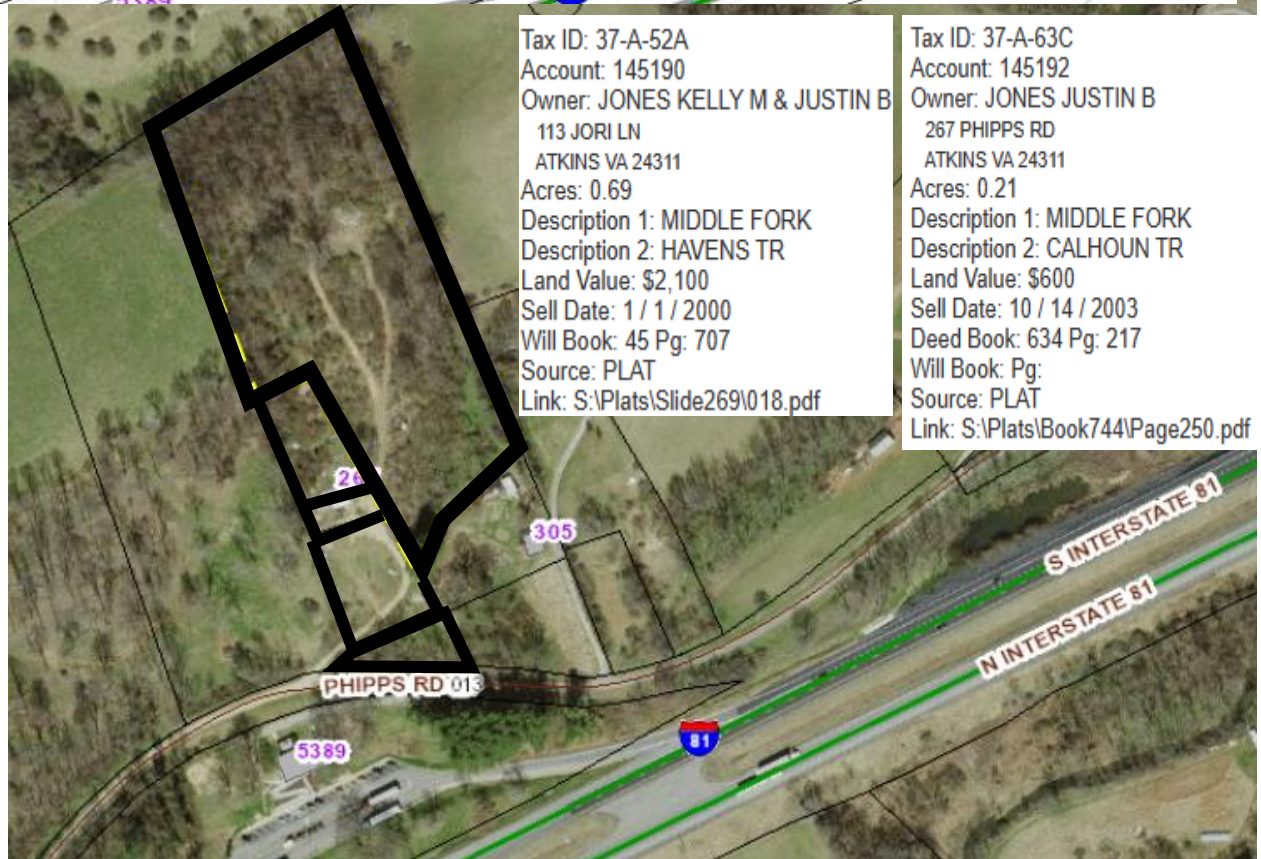 Tax ID: 37-A-52A
Account: 145190
Owner: JONES KELLY M & JUSTIN B
113 JORI LN
ATKINS VA 24311
Acres: 0.69
Description 1: MIDDLE FORK
Description 2: HAVENS TR
Land Value: $2,100
Sell Date: 1 / 1 / 2000
Will Book: 45 Pg: 707
Source: PLAT
Link: S:\Plats\Slide269\018.pdf
Tax ID: 37-A-63C
Account: 145192
Owner: JONES JUSTIN B
267 PHIPPS RD
ATKINS VA 24311
Acres: 0.21
Description 1: MIDDLE FORK
Description 2: CALHOUN TR
Land Value: $600
Sell Date: 10 / 14 / 2003
Deed Book: 634 Pg: 217
Will Book: Pg:
Source: PLAT
Link: S:\Plats\Book744\Page250.pdf
305
S INTERSTATE 81
N INTERSTATE 81
PHIPPS RD 013
81
5389